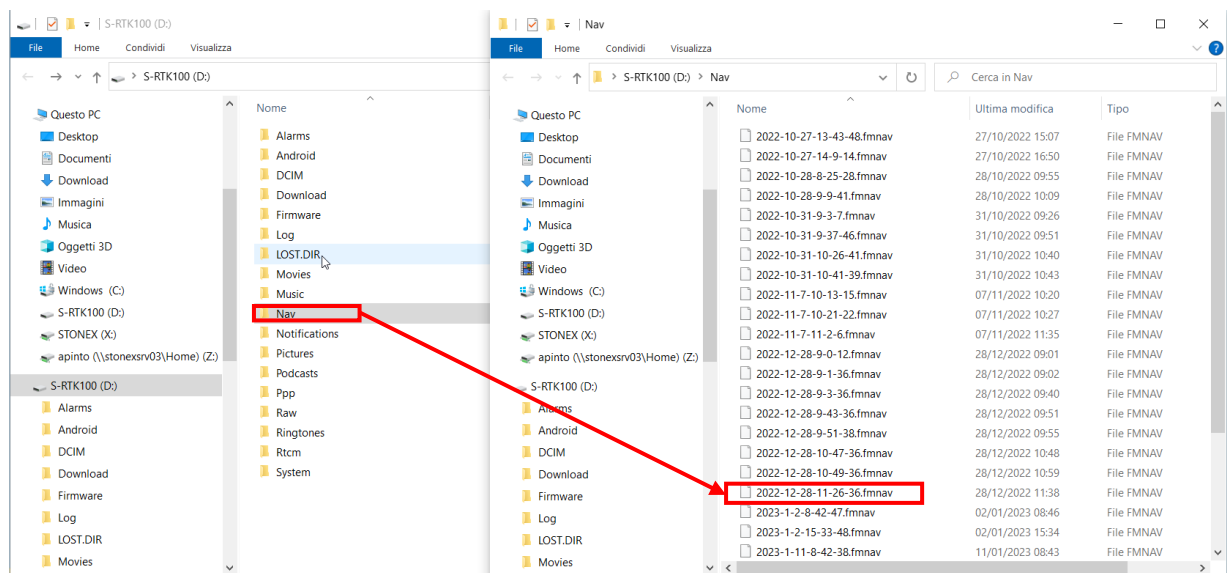 S-RTK100 (D:)
File Home Condividi Visualizza
S-RTK100 (D:)
Questo PC
Desktop
Documenti
Download
Immagini
Musica
Oggetti 3D
Video
Windows (C:)
S-RTK100 (D:)
STONEX (X:)
apinto (\\stonexsrv03\Home) (Z:)
S-RTK100 (D:)
Alarms
Android
DCIM
Download
Firmware
Log
LOST.DIR
Movies
Nome
Alarms
Android
DCIM
Download
Firmware
Log
LOST.DIR
Movies
Music
Nav
Notifications
Pictures
Podcasts
Ppp
Raw
Ringtones
Rtcm
System
Nav
File Home Condividi Visualizza
S-RTK100 (D:) Nav
Cerca in Nav
Questo PC
Desktop
Documenti
Download
Immagini
Musica
Oggetti 3D
Video
Windows (C:)
S-RTK100 (D:)
STONEX (X:)
apinto (\\stonexsrv03\Home) (Z:)
S-RTK100 (D:)
Alarms
Android
DCIM
Download
Firmware
Log
LOST.DIR
Movies
Nome Ultima modifica Tipo
2022-10-27-13-43-48.fmnav 27/10/2022 15:07 File FMNAV
2022-10-27-14-9-14.fmnav 27/10/2022 16:50 File FMNAV
2022-10-28-8-25-28.fmnav 28/10/2022 09:55 File FMNAV
2022-10-28-9-9-41.fmnav 28/10/2022 10:09 File FMNAV
2022-10-31-9-3-7.fmnav 31/10/2022 09:26 File FMNAV
2022-10-31-9-37-46.fmnav 31/10/2022 09:51 File FMNAV
2022-10-31-10-26-41.fmnav 31/10/2022 10:40 File FMNAV
2022-10-31-10-41-39.fmnav 31/10/2022 10:43 File FMNAV
2022-11-7-10-13-15.fmnav 07/11/2022 10:20 File FMNAV
2022-11-7-10-21-22.fmnav 07/11/2022 10:27 File FMNAV
2022-11-7-11-2-6.fmnav 07/11/2022 11:35 File FMNAV
2022-12-28-9-0-12.fmnav 28/12/2022 09:01 File FMNAV
2022-12-28-9-1-36.fmnav 28/12/2022 09:02 File FMNAV
2022-12-28-9-3-36.fmnav 28/12/2022 09:40 File FMNAV
2022-12-28-9-43-36.fmnav 28/12/2022 09:51 File FMNAV
2022-12-28-9-51-38.fmnav 28/12/2022 09:55 File FMNAV
2022-12-28-10-47-36.fmnav 28/12/2022 10:48 File FMNAV
2022-12-28-10-49-36.fmnav 28/12/2022 10:59 File FMNAV
2022-12-28-11-26-36.fmnav 28/12/2022 11:38 File FMNAV
2023-1-2-8-42-47.fmnav 02/01/2023 08:46 File FMNAV
2023-1-2-15-33-48.fmnav 02/01/2023 15:34 File FMNAV
2023-1-11-8-42-38.fmnav 11/01/2023 08:43 File FMNAV